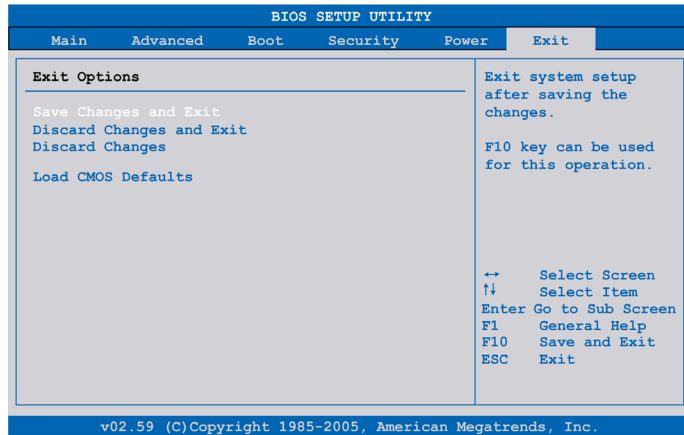 BIOS SETUP UTILITY
Main Advanced Boot Security Power Exit
Exit Options
Save Changes and Exit
Discard Changes and Exit
Discard Changes
Load CMOS Defaults
Exit system setup
after saving the
changes.
F10 key can be used
for this operation.
↔ Select Screen
↑↓ Select Item
Enter Go to Sub Screen
F1 General Help
F10 Save and Exit
ESC Exit
v02.59 (C)Copyright 1985-2005, American Megatrends, Inc.